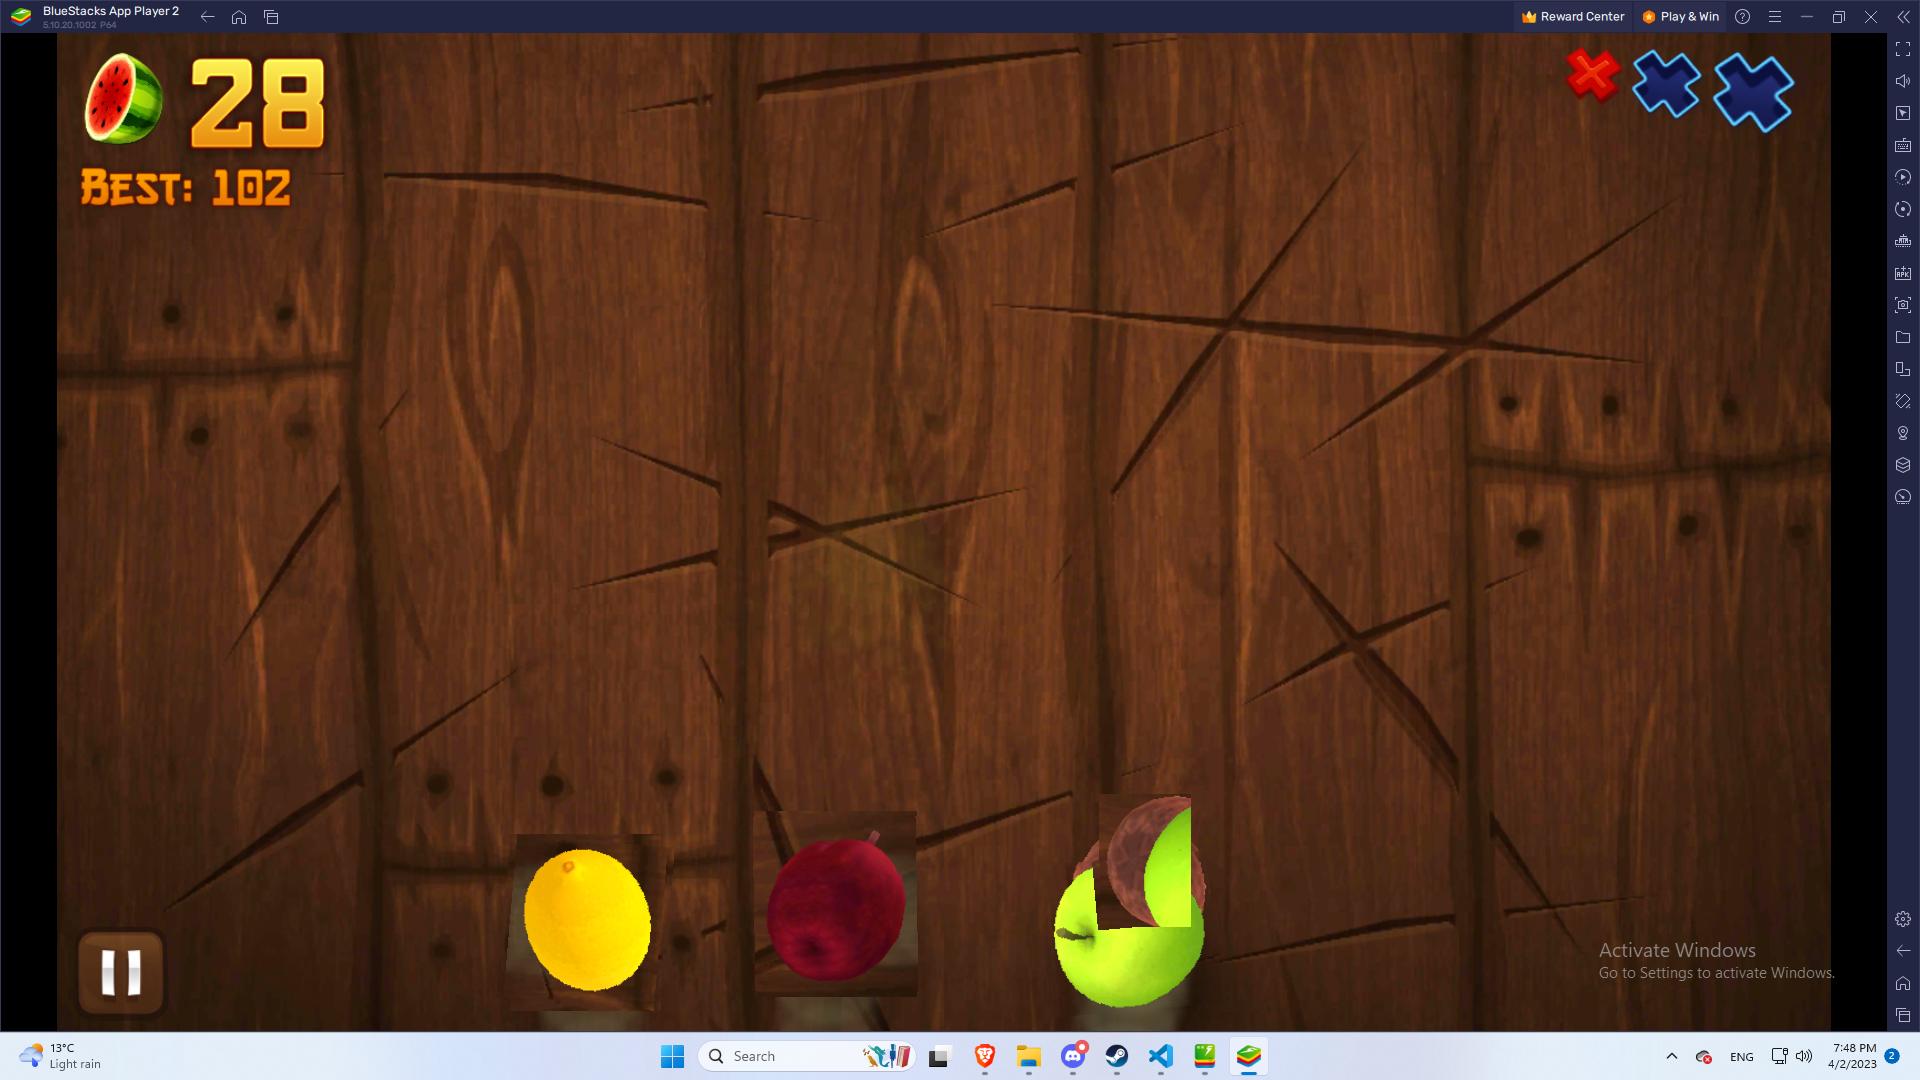 BlueStacks App Player 2
5.10.20.1002 P64
Reward Center
Play & Win
28
BEST: 102
APK
Activate Windows
Go to Settings to activate Windows.
13°C
Light rain
Search
ENG
7:48 PM
4/2/2023
2